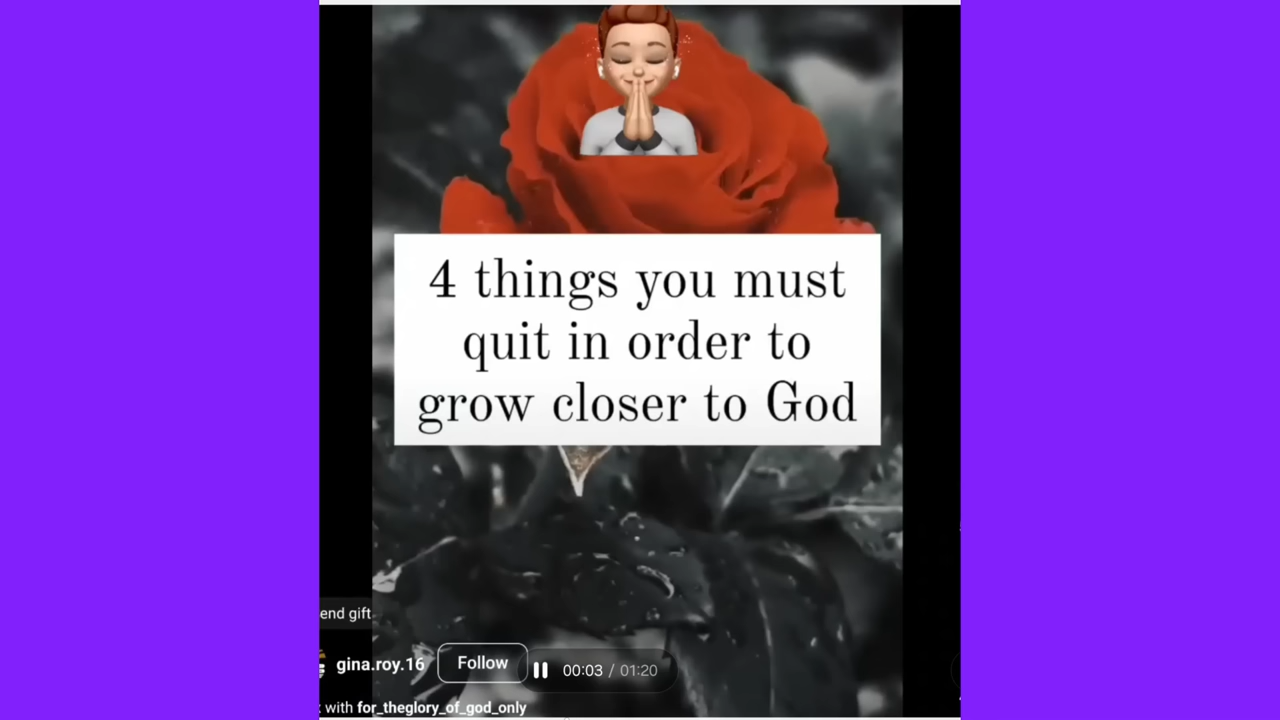 4 things you must
quit in order to
grow closer to God
end gift
gina.roy.16
Follow
00:03 / 01:20
with for_theglory_of_god_only